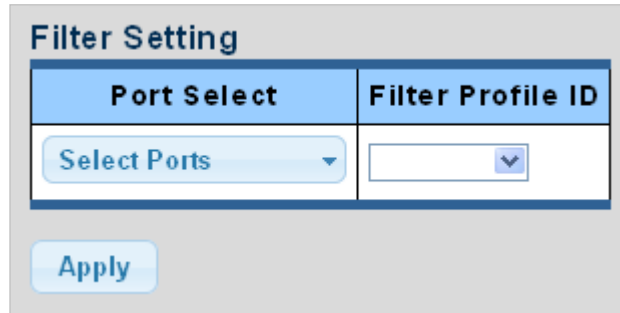 Filter Setting
Port Select Filter Profile ID
Select Ports
Apply